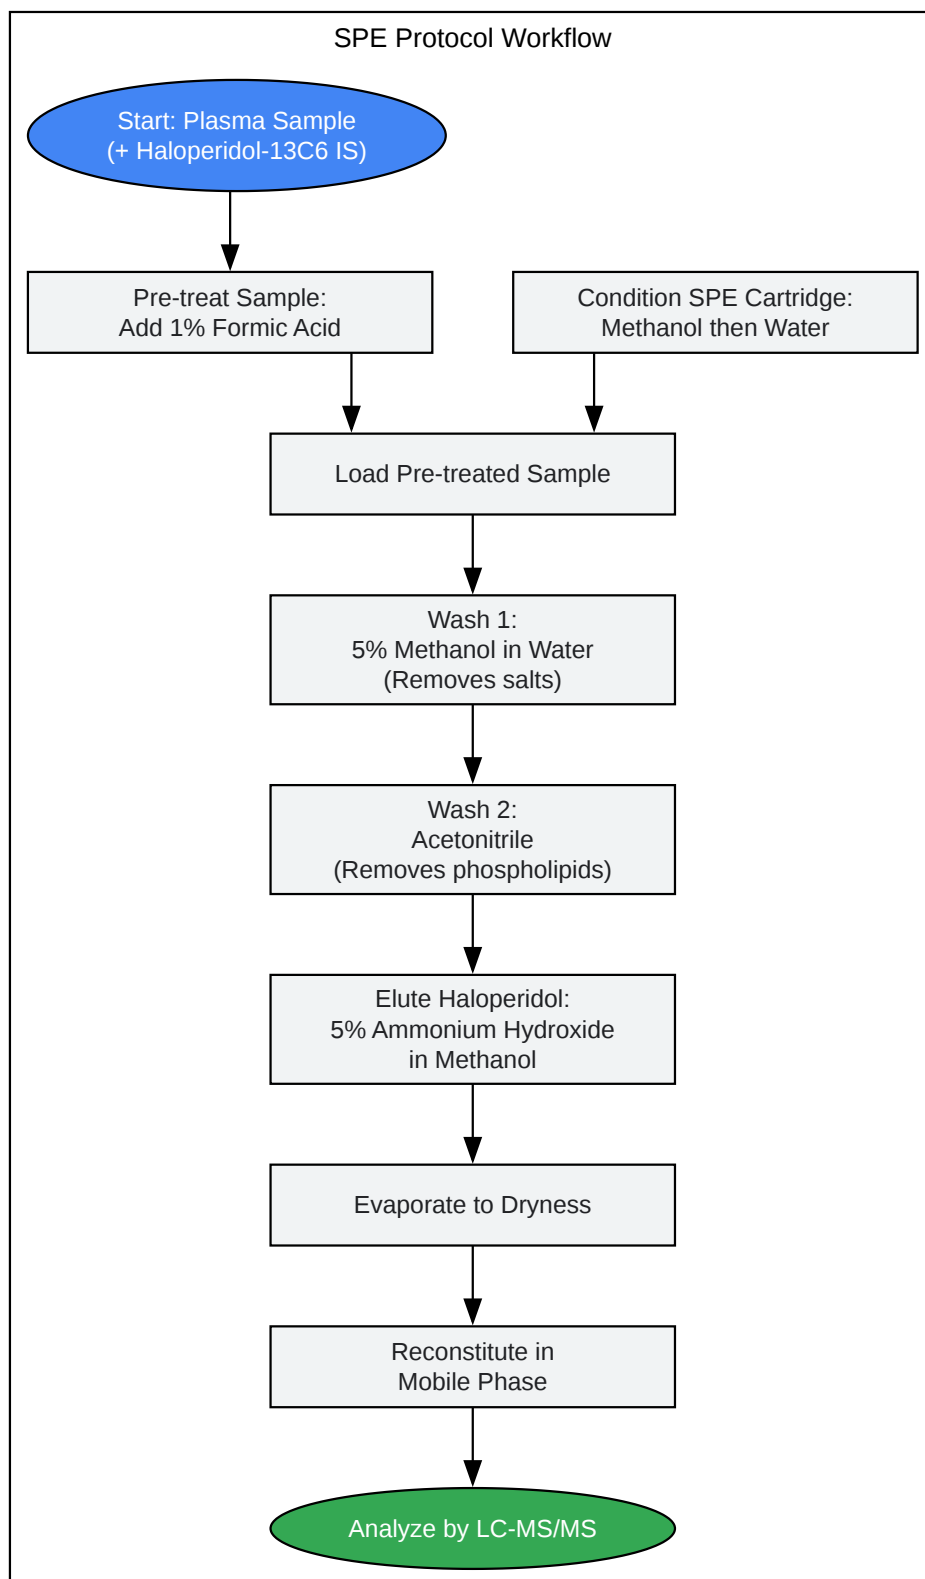 SPE Protocol Workflow
Start: Plasma Sample
(+ Haloperidol-13C6 IS)
Pre-treat Sample:
Add 1% Formic Acid
Condition SPE Cartridge:
Methanol then Water
Load Pre-treated Sample
Wash 1:
5% Methanol in Water
(Removes salts)
Wash 2:
Acetonitrile
(Removes phospholipids)
Elute Haloperidol:
5% Ammonium Hydroxide
in Methanol
Evaporate to Dryness
Reconstitute in
Mobile Phase
Analyze by LC-MS/MS